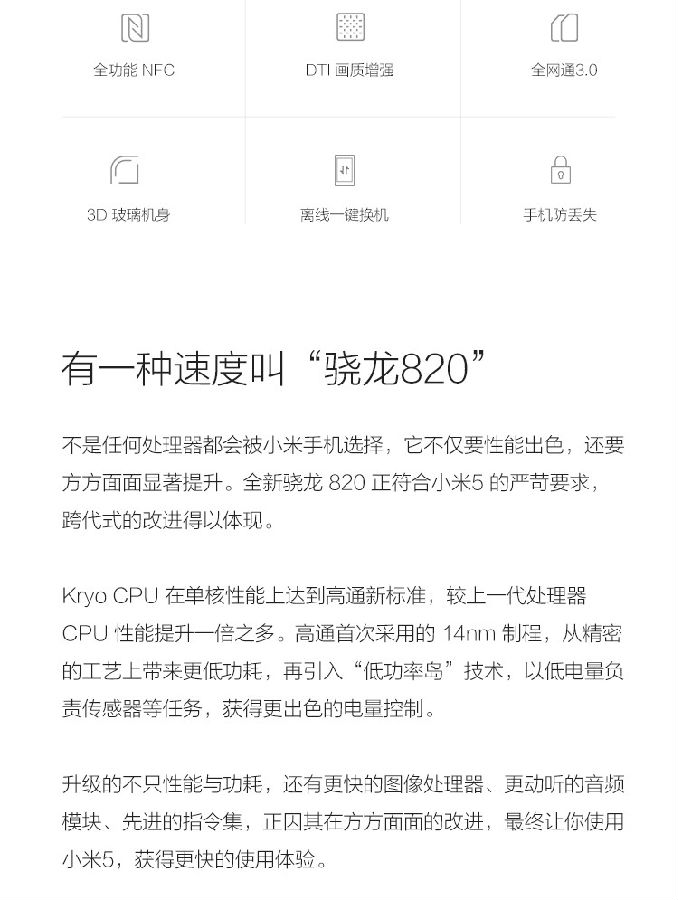 全功能 NFC
DTI 画质增强
全网通3.0
3D 玻璃机身
离线一键换机
手机防丢失
有一种速度叫“骁龙820”
不是任何处理器都会被小米手机选择，它不仅要性能出色，还要
方方面面显著提升。全新骁龙 820 正符合小米5 的严苛要求，
跨代式的改进得以体现。
Kryo CPU 在单核性能上达到高通新标准，较上一代处理器
CPU 性能提升一倍之多。高通首次采用的 14nm 制程，从精密
的工艺上带来更低功耗，再引入“低功率岛”技术，以低电量负
责传感器等任务，获得更出色的电量控制。
升级的不只性能与功耗，还有更快的图像处理器、更动听的音频
模块、先进的指令集，正因其在方方面面的改进，最终让你使用
小米5，获得更快的使用体验。